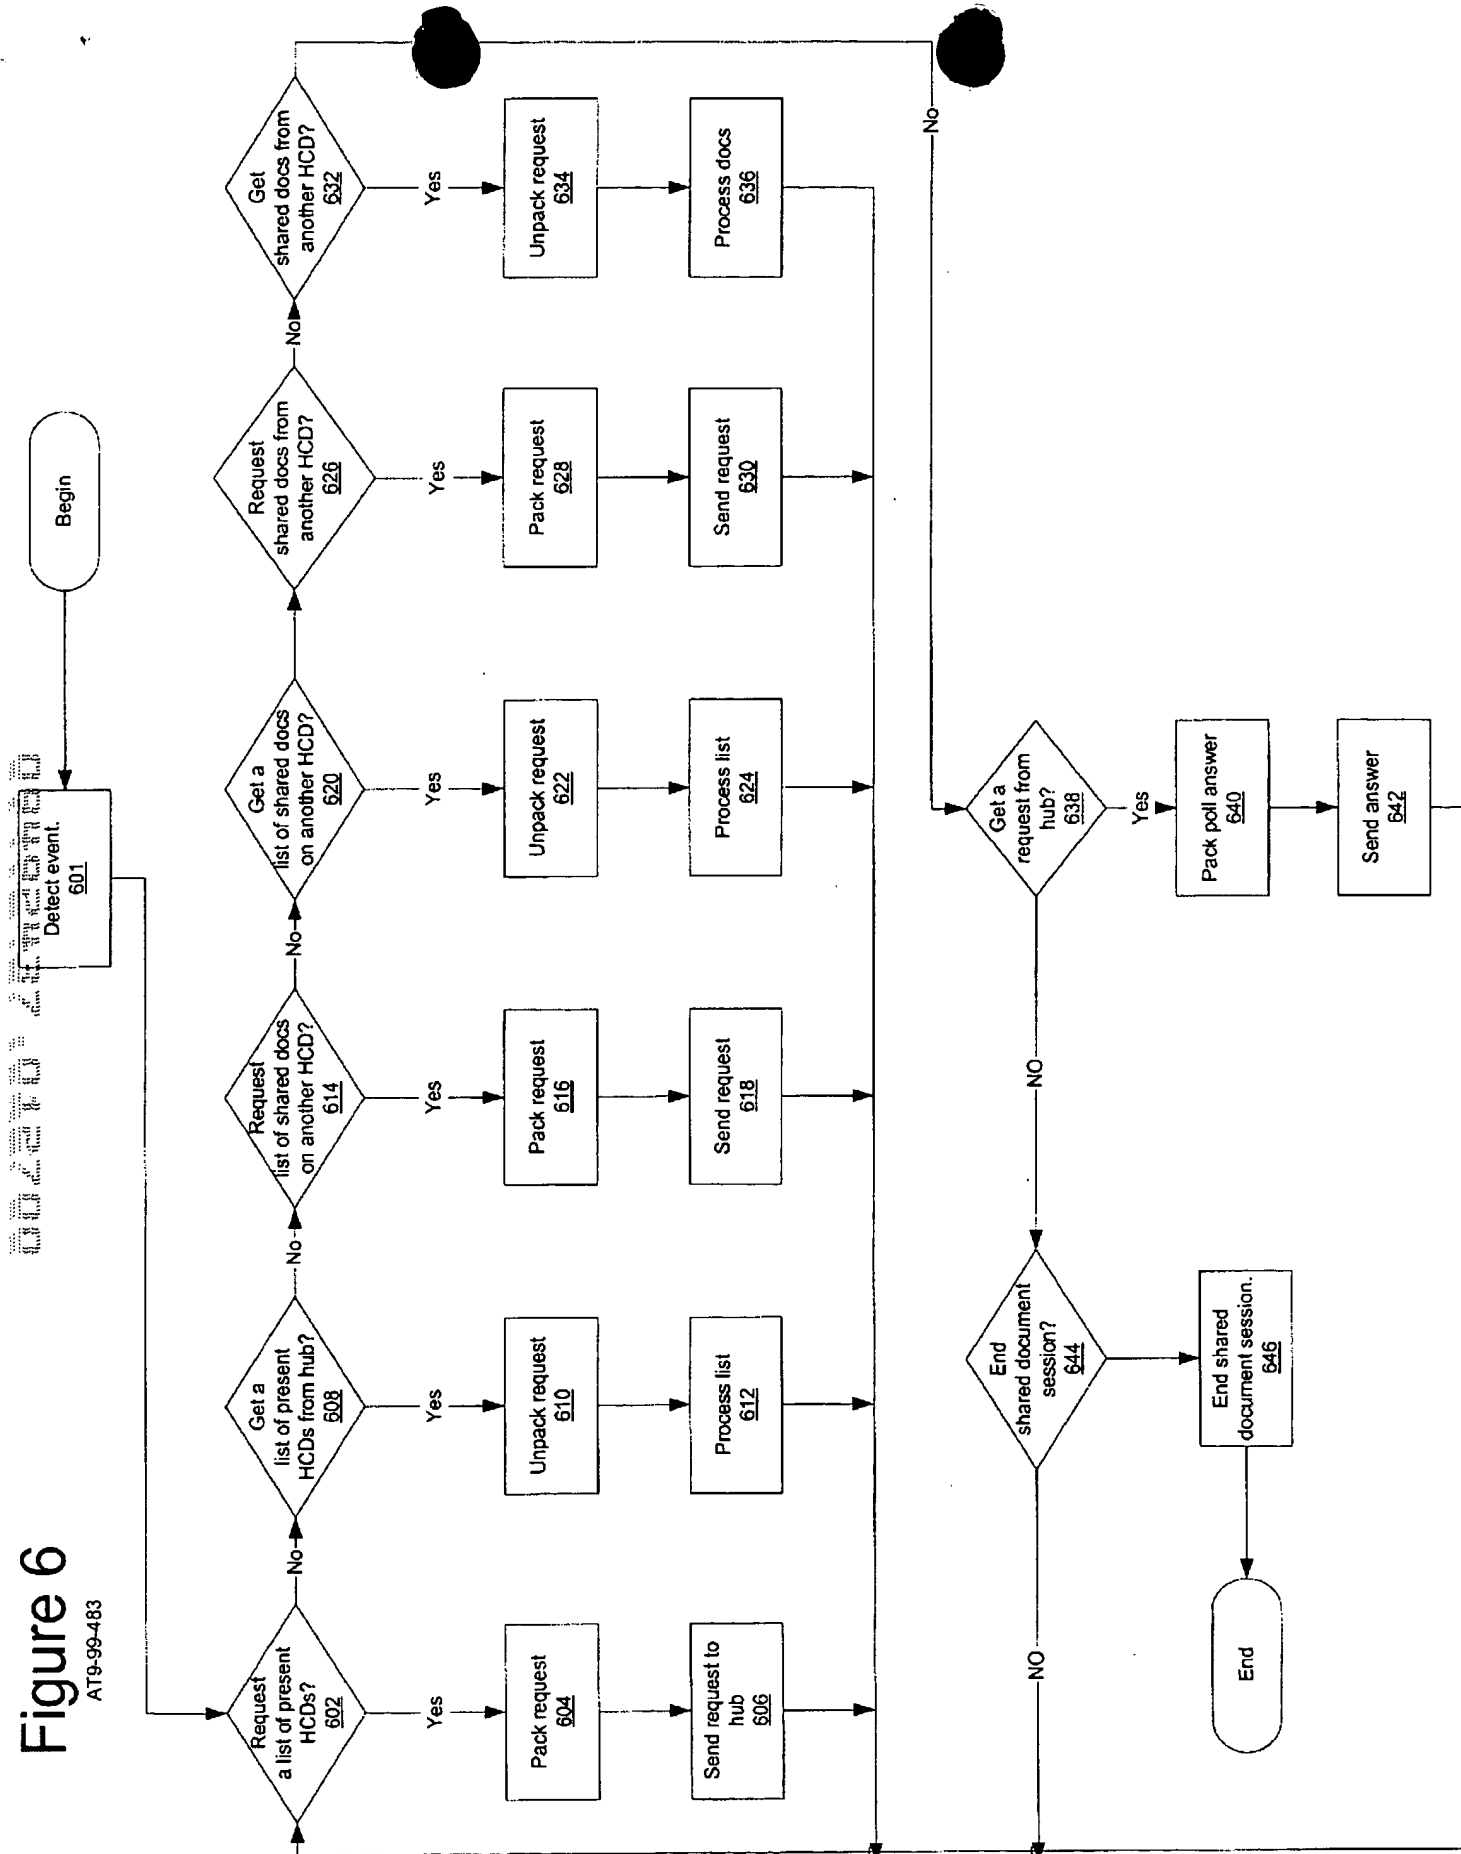 Figure 6
AT9-99-483
Begin
Detect event.
601
Request
a list of present
HCDs?
602
No
Get a
list of present
HCDs from hub?
608
No
Request
list of shared docs
on another HCD?
614
No
Get a
list of shared docs
on another HCD?
620
Request
shared docs from
another HCD?
626
No
Get
shared docs from
another HCD?
632
Yes
Yes
Yes
Yes
Yes
Yes
Pack request
604
Unpack request
610
Pack request
616
Unpack request
622
Pack request
628
Unpack request
634
Send request to
hub
606
Process list
612
Send request
618
Process list
624
Send request
630
Process docs
636
No
NO
End
shared document
session?
644
NO
Get a
request from
hub?
638
Yes
Pack poll answer
640
Send answer
642
End shared
document session.
646
End